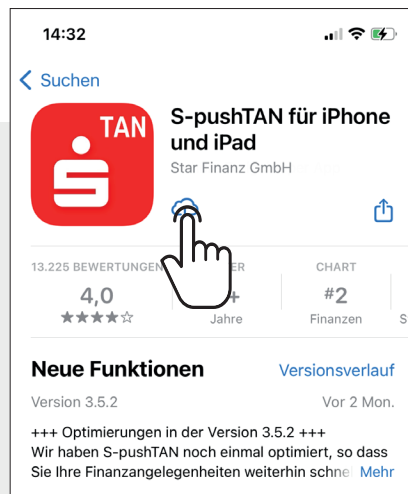 14:32
Suchen
TAN
S-pushTAN für iPhone
und iPad
Star Finanz GmbH
13.225 BEWERTUNGEN
CHART
4,0
#2
Jahre
Finanzen
Neue Funktionen
Versionsverlauf
Version 3.5.2
Vor 2 Mon.
+++ Optimierungen in der Version 3.5.2 +++
Wir haben S-pushTAN noch einmal optimiert, so dass
Sie Ihre Finanzangelegenheiten weiterhin Mehr